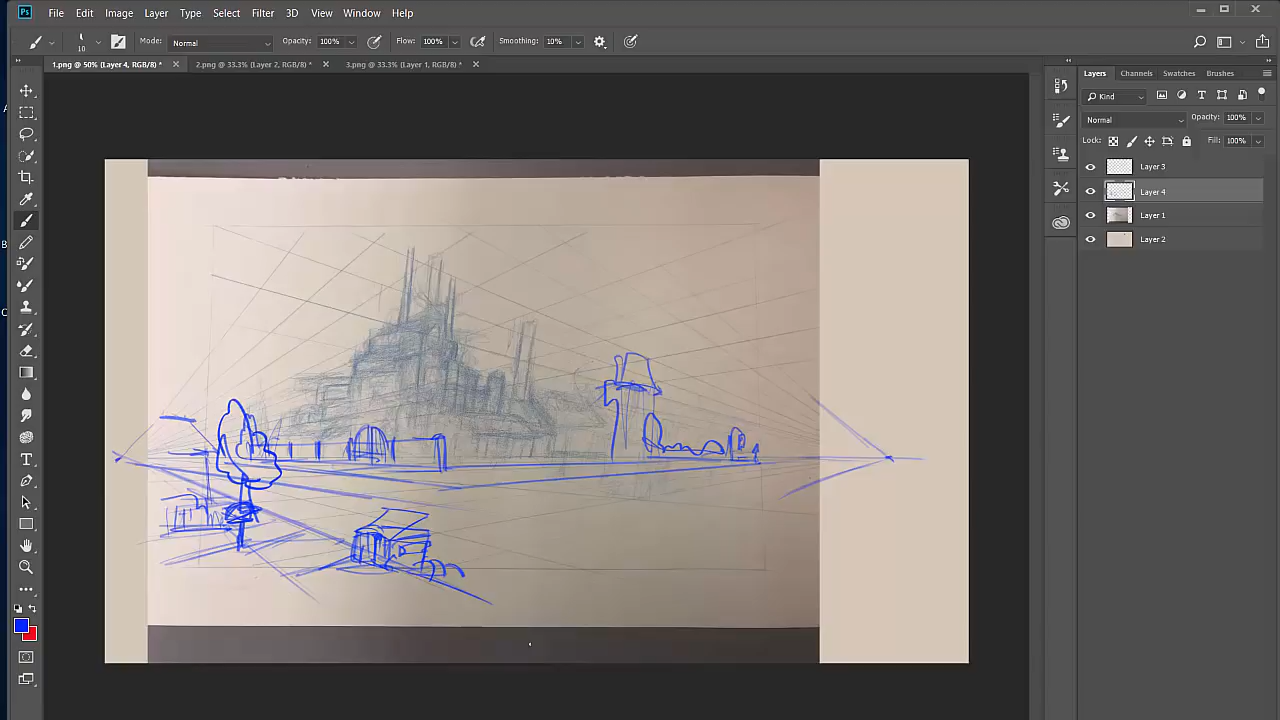 Ps File Edit Image Layer Type Select Filter 3D View Window Help
10 Mode: Normal Opacity: 100% Flow: 100% Smoothing: 10%
1.png @ 50% (Layer 4, RGB/8) * 2.png @ 33.3% (Layer 2, RGB/8) * 3.png @ 33.3% (Layer 1, RGB/8) *
Layers Channels Swatches Brushes
Kind
Normal Opacity: 100%
Lock: Fill: 100%
Layer 3
Layer 4
Layer 1
Layer 2